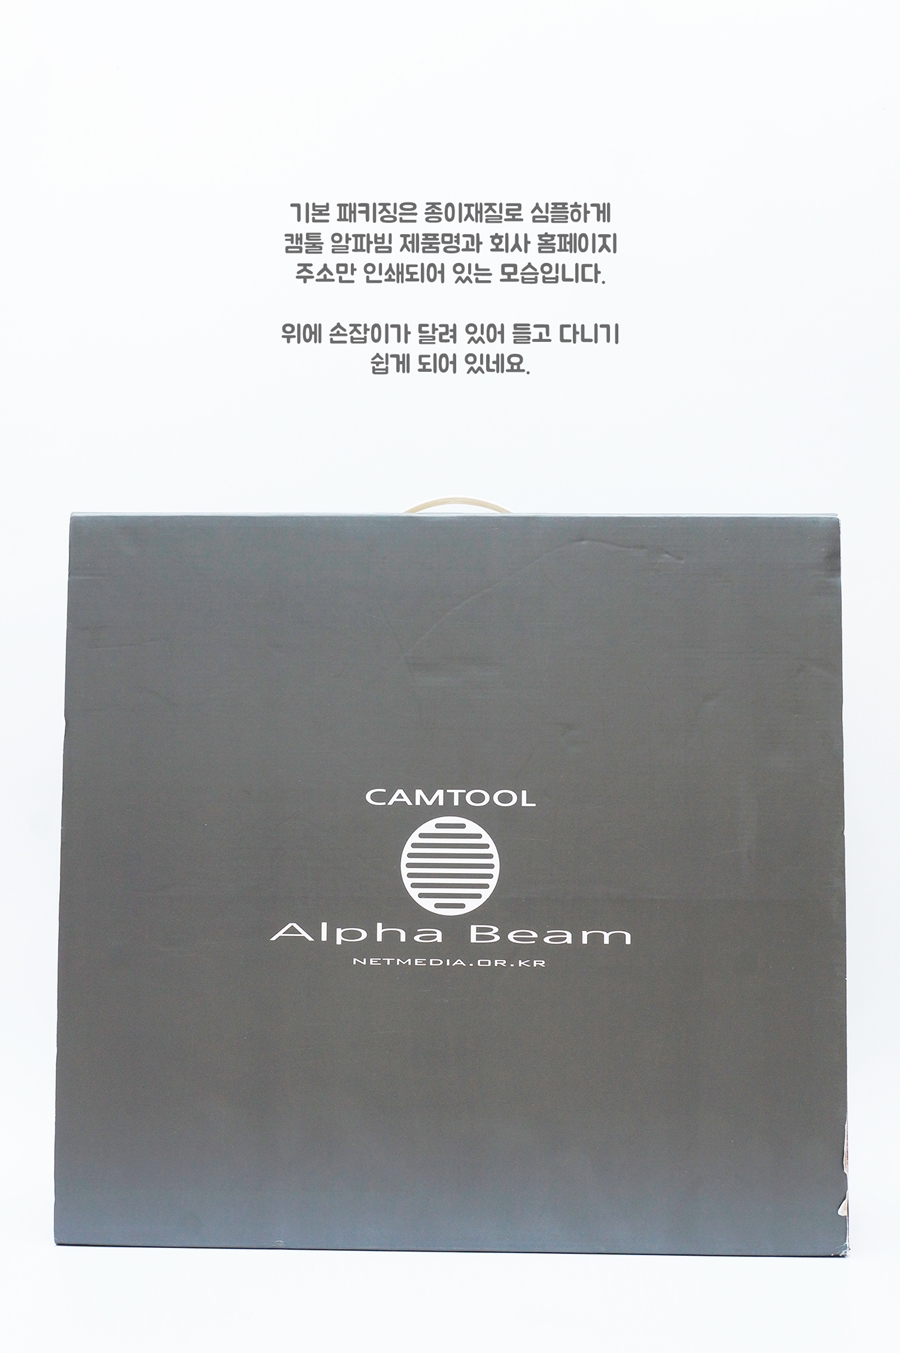 기본 패키징은 종이재질로 심플하게
캠툴 알파빔 제품명과 회사 홈페이지
주소만 인쇄되어 있는 모습입니다.
위에 손잡이가 달려 있어 들고 다니기
쉽게 되어 있네요.
CAMTOOL
Alpha Beam
NETMEDIA.OR.KR